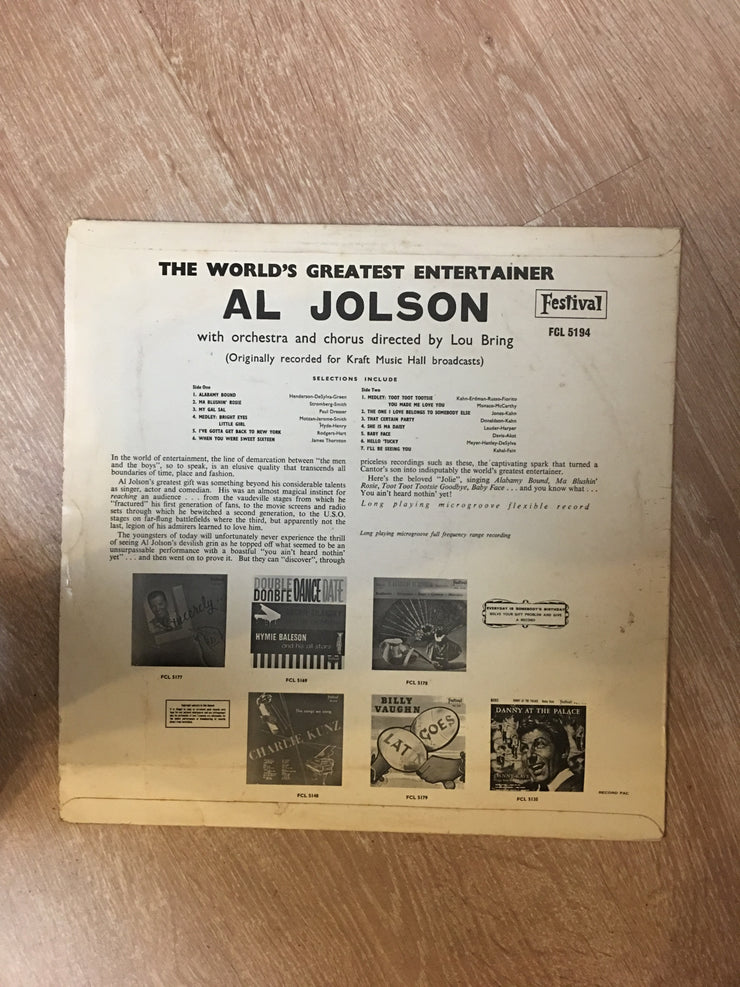 THE WORLD'S GREATEST ENTERTAINER
AL JOLSON
Festival
FCL 5194
with orchestra and chorus directed by Lou Bring
(Originally recorded for Kraft Music Hall broadcasts)
SELECTIONS INCLUDE
Side One
1. ALABAMY BOUND Henderson-DeSylva-Green
2. MA BLUSHIN' ROSIE Stromberg-Smith
3. MY GAL SAL Paul Dresser
4. MEDLEY: BRIGHT EYES Motzan-Jerome-Smith
LITTLE GIRL Hyde-Henry
5. I'VE GOTTA GET BACK TO NEW YORK Rodgers-Hart
6. WHEN YOU WERE SWEET SIXTEEN James Thornton
Side Two
1. MEDLEY: TOOT TOOT TOOTSIE Kahn-Erdman-Russo-Fiorito
YOU MADE ME LOVE YOU Monaco-McCarthy
2. THE ONE I LOVE BELONGS TO SOMEBODY ELSE Jones-Kahn
3. THAT CERTAIN PARTY Donaldson-Kahn
4. SHE IS MA DAISY Lauder-Harper
5. BABY FACE Davis-Akst
6. HELLO 'TUCKY Meyer-Hanley-DeSylva
7. I'LL BE SEEING YOU Kahal-Fain
In the world of entertainment, the line of demarcation between "the men
and the boys", so to speak, is an elusive quality that transcends all
boundaries of time, place and fashion.
Al Jolson's greatest gift was something beyond his considerable talents
as singer, actor and comedian. His was an almost magical instinct for
reaching an audience . . . from the vaudeville stages from which he
"fractured" his first generation of fans, to the movie screens and radio
sets through which he bewitched a second generation, to the U.S.O.
stages on far-flung battlefields where the third, but apparently not the
last, legion of his admirers learned to love him.
The youngsters of today will unfortunately never experience the thrill
of seeing Al Jolson's devilish grin as he topped off what seemed to be an
unsurpassable performance with a boastful "you ain't heard nothin'
yet" . . . and then went on to prove it. But they can "discover", through
priceless recordings such as these, the captivating spark that turned a
Cantor's son into indisputably the world's greatest entertainer.
Here's the beloved "Jolie", singing Alabamy Bound, Ma Blushin'
Rosie, Toot Toot Tootsie Goodbye, Baby Face . . . and you know what . . .
You ain't heard nothin' yet!
Long playing microgroove flexible record
Long playing microgroove full frequency range recording
Sincerely..
FCL 5177
DOUBLE DANCE DATE
DOUBLE
HYMIE BALESON
and his all stars
FCL 5169
FCL 5178
EVERYDAY IS SOMEBODY'S BIRTHDAY
SOLVE YOUR GIFT PROBLEM AND GIVE
A RECORD!
The songs we sang
CHARLIE KUNZ
FCL 5148
BILLY
VAUGHN
GOES
LATIN
FCL 5179
DANNY AT THE PALACE
FCL 5135
RECORD PAC